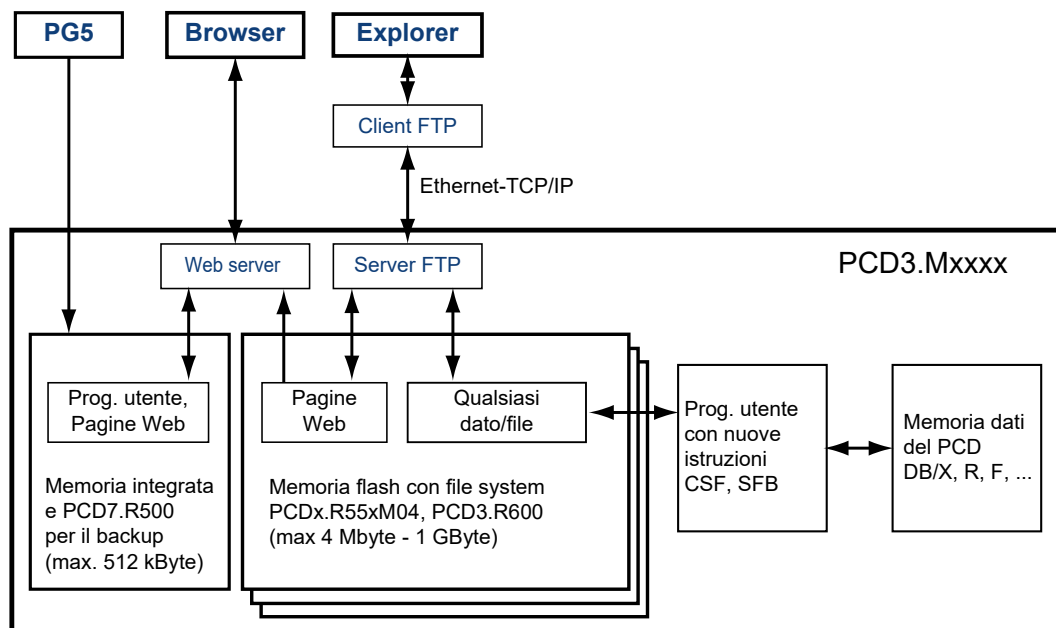 PG5
Browser
Explorer
Client FTP
Ethernet-TCP/IP
Web server
Server FTP
PCD3.Mxxxx
Prog. utente,
Pagine Web
Memoria integrata
e PCD7.R500
per il backup
(max. 512 kByte)
Pagine
Web
Qualsiasi
dato/file
Memoria flash con file system
PCDx.R55xM04, PCD3.R600
(max 4 Mbyte - 1 GByte)
Prog. utente
con nuove
istruzioni
CSF, SFB
Memoria dati
del PCD
DB/X, R, F, ...